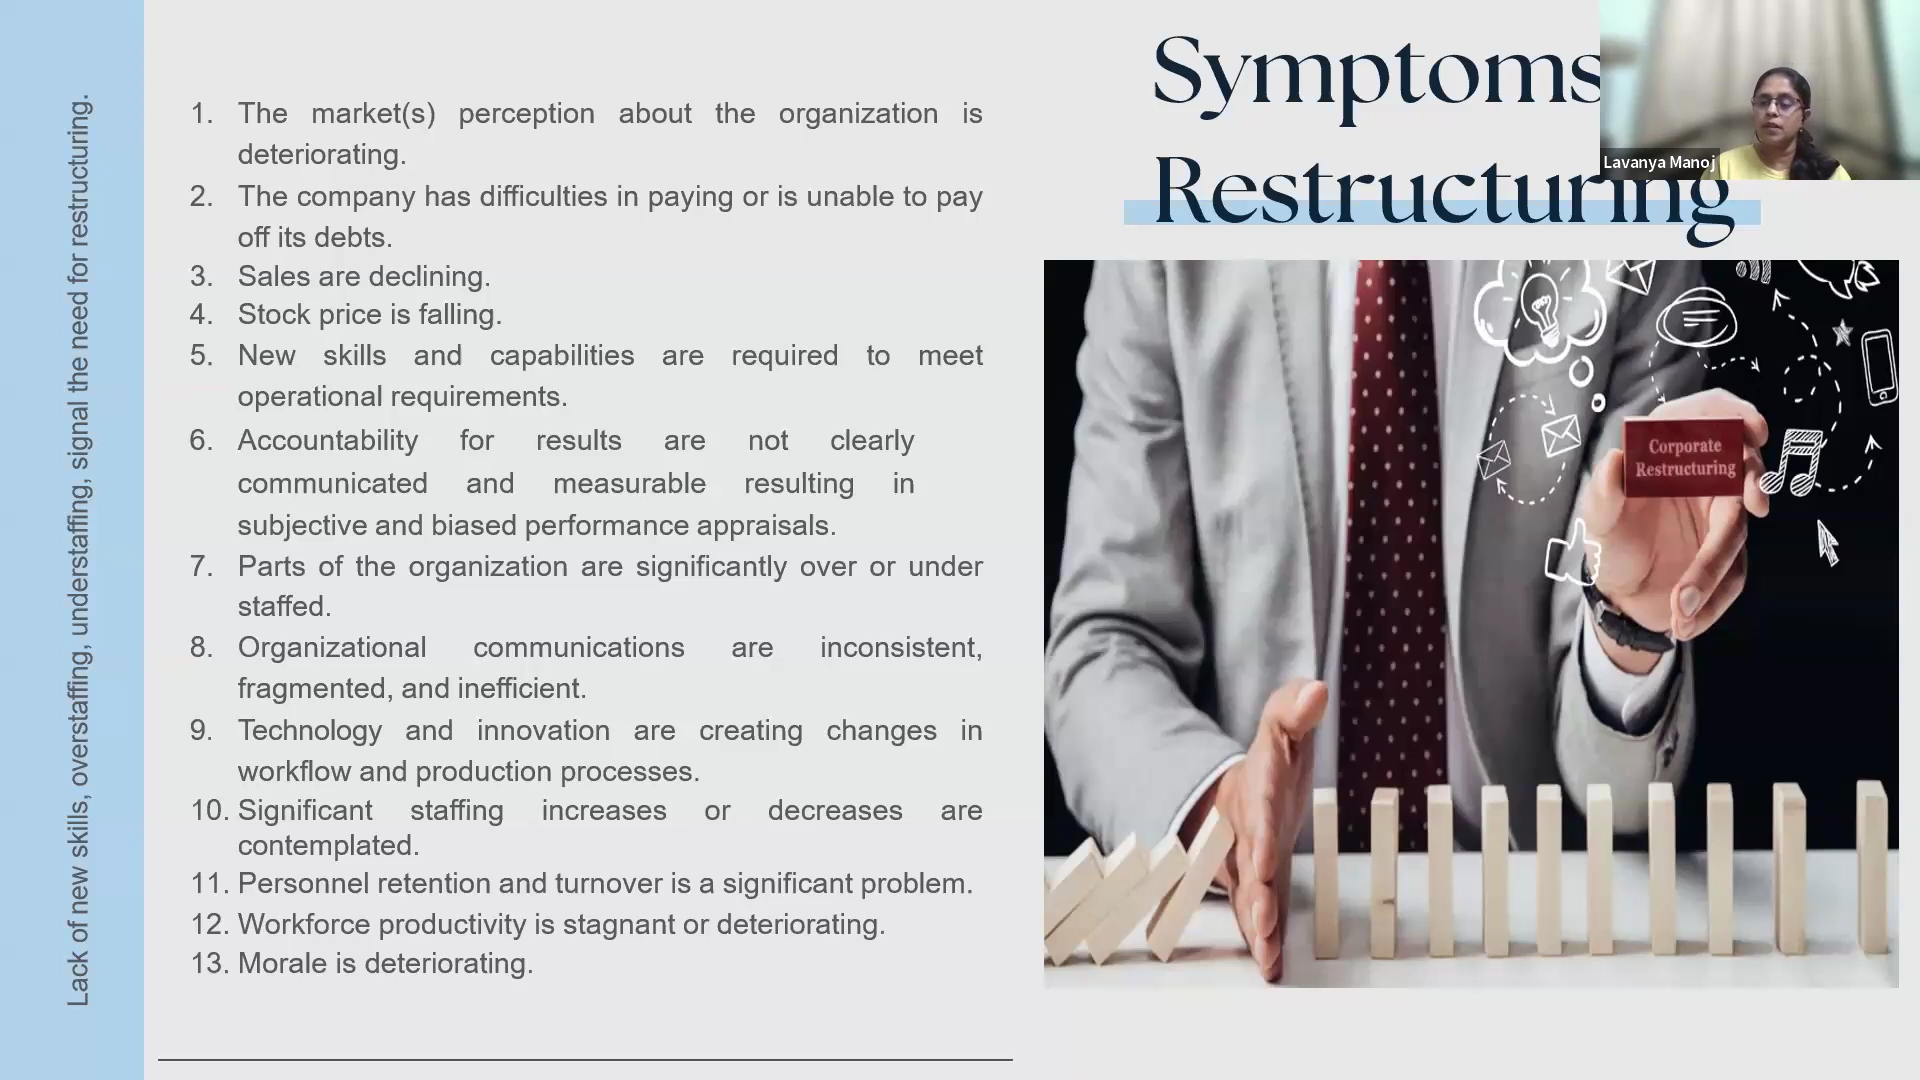 Lack of new skills, overstaffing, understaffing, signal the need for restructuring.
1. The market(s) perception about the organization is
deteriorating.
2. The company has difficulties in paying or is unable to pay
off its debts.
3. Sales are declining.
4. Stock price is falling.
5. New skills and capabilities are required to meet
operational requirements.
6. Accountability for results are not clearly
communicated and measurable resulting in
subjective and biased performance appraisals.
7. Parts of the organization are significantly over or under
staffed.
8. Organizational communications are inconsistent,
fragmented, and inefficient.
9. Technology and innovation are creating changes in
workflow and production processes.
10. Significant staffing increases or decreases are
contemplated.
11. Personnel retention and turnover is a significant problem.
12. Workforce productivity is stagnant or deteriorating.
13. Morale is deteriorating.
Symptoms
Restructuring
Lavanya Manoj
Corporate
Restructuring